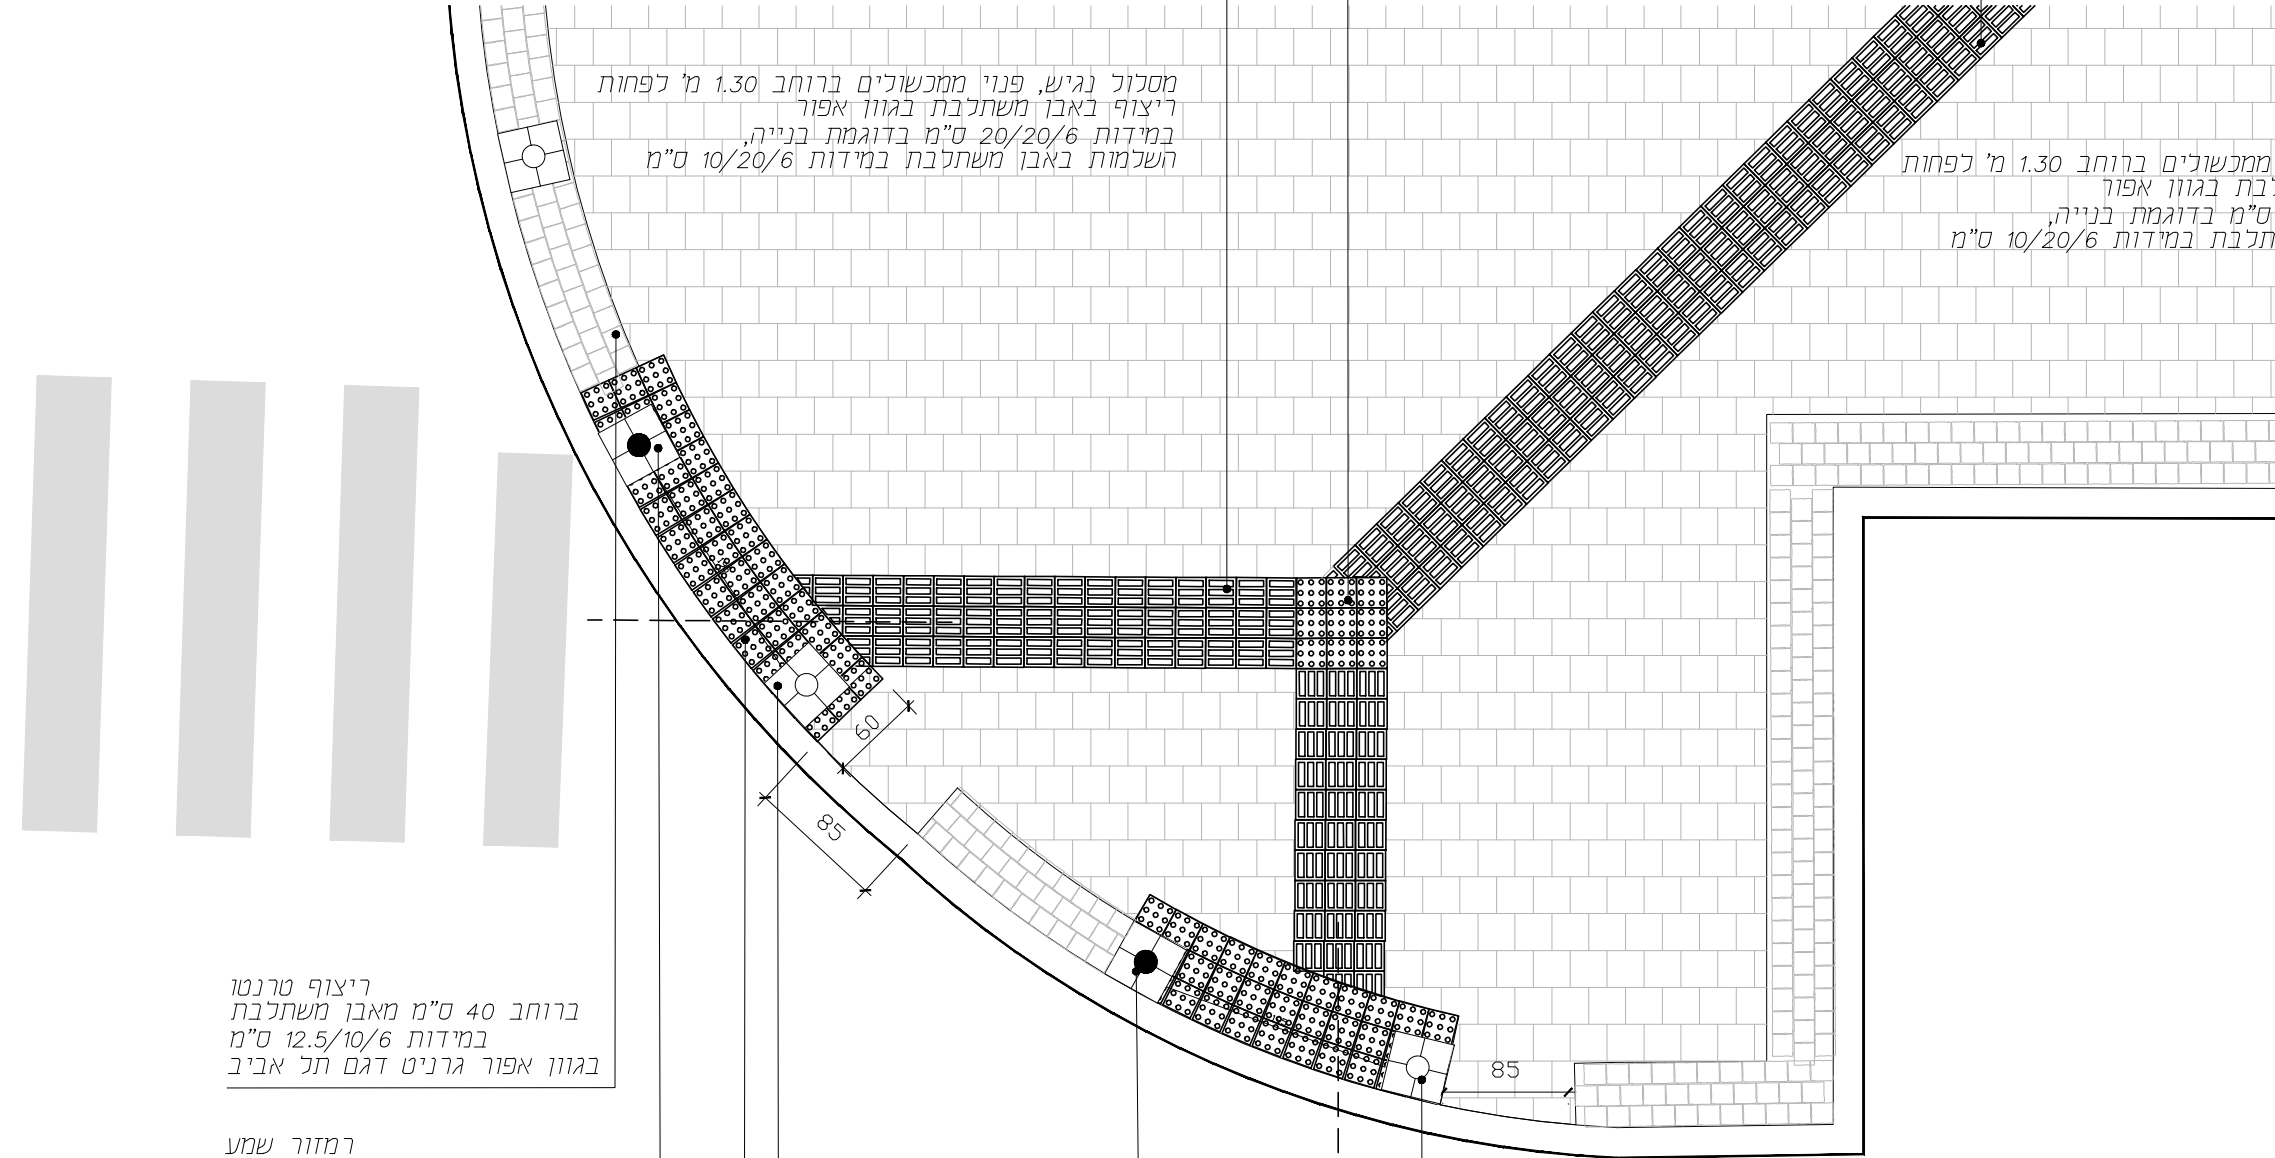 מסלול נגיש, פנוי ממכשולים ברוחב 1.30 מ' לפחות
ריצוף באבן משתלבת בגוון אפור
במידות 20/20/6 ס"מ בדוגמת בנייה,
השלמות באבן משתלבת במידות 10/20/6 ס"מ
ממכשולים ברוחב 1.30 מ' לפחות
לבת בגוון אפור
ס"מ בדוגמת בנייה,
תלבת במידות 10/20/6 ס"מ
60
85
85
ריצוף טרנטו
ברוחב 40 ס"מ מאבן משתלבת
במידות 12.5/10/6 ס"מ
בגוון אפור גרניט דגם תל אביב
רמזור שמע